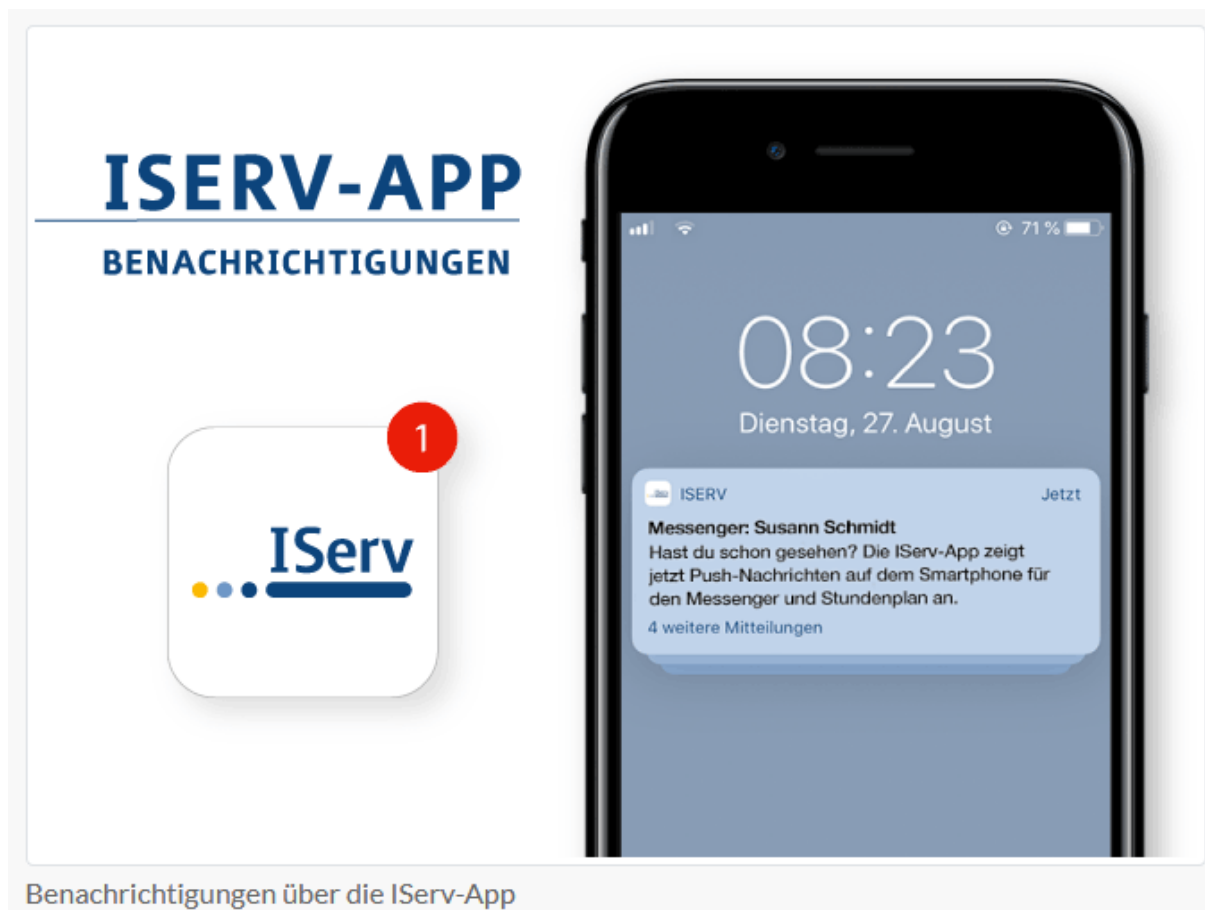 ISERV-APP
BENACHRICHTIGUNGEN
1
IServ
71 %
08:23
Dienstag, 27. August
ISERV Jetzt
Messenger: Susann Schmidt
Hast du schon gesehen? Die IServ-App zeigt
jetzt Push-Nachrichten auf dem Smartphone für
den Messenger und Stundenplan an.
4 weitere Mitteilungen
Benachrichtigungen über die IServ-App